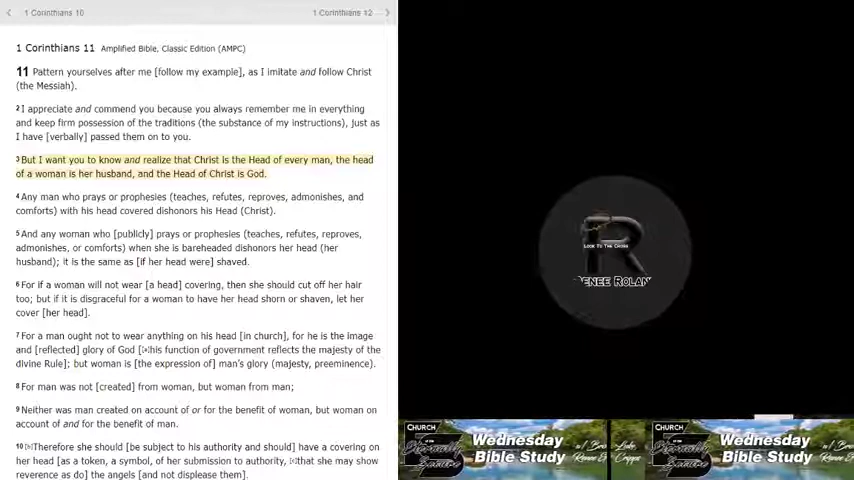 1 Corinthians 10
1 Corinthians 12
1 Corinthians 11 Amplified Bible, Classic Edition (AMPC)
11 Pattern yourselves after me [follow my example], as I imitate and follow Christ
(the Messiah).
2 I appreciate and commend you because you always remember me in everything
and keep firm possession of the traditions (the substance of my instructions), just as
I have [verbally] passed them on to you.
3 But I want you to know and realize that Christ is the Head of every man, the head
of a woman is her husband, and the Head of Christ is God.
4 Any man who prays or prophesies (teaches, refutes, reproves, admonishes, and
comforts) with his head covered dishonors his Head (Christ).
5 And any woman who [publicly] prays or prophesies (teaches, refutes, reproves,
admonishes, or comforts) when she is bareheaded dishonors her head (her
husband); it is the same as [if her head were] shaved.
6 For if a woman will not wear [a head] covering, then she should cut off her hair
too; but if it is disgraceful for a woman to have her head shorn or shaven, let her
cover [her head].
7 For a man ought not to wear anything on his head [in church], for he is the image
and [reflected] glory of God [his function of government reflects the majesty of the
divine Rule]; but woman is [the expression of] man's glory (majesty, preeminence).
8 For man was not [created] from woman, but woman from man;
9 Neither was man created on account of or for the benefit of woman, but woman on
account of and for the benefit of man.
10 Therefore she should [be subject to his authority and should] have a covering on
her head [as a token, a symbol, of her submission to authority, that she may show
reverence as do] the angels [and not displease them].
R
LOOK TO THE CROSS
RENEE ROLAN
CHURCH
of the
Eternally
Secure
Wednesday
Bible Study
Luke
Cripps
CHURCH
of the
Eternally
Secure
Wednesday
Bible Study